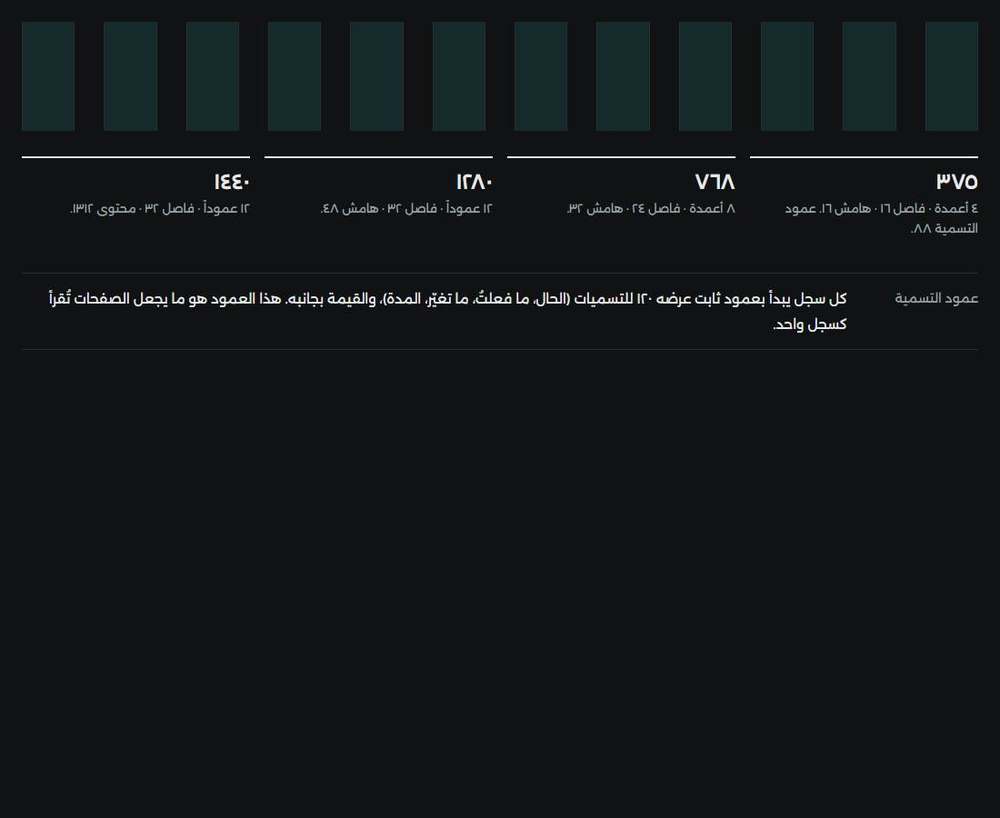 ٣٧٥
٤ أعمدة · فاصل ١٦ · هامش ١٦. عمود
التسمية ٨٨.
٧٦٨
٨ أعمدة · فاصل ٢٤ · هامش ٣٢.
١٢٨٠
١٢ عموداً · فاصل ٣٢ · هامش ٤٨.
١٤٤٠
١٢ عموداً · فاصل ٣٢ · محتوى ١٣١٢.
عمود التسمية
كل سجل يبدأ بعمود ثابت عرضه ١٢٠ للتسميات (الحال، ما فعلتُ، ما تغيّر، المدة)، والقيمة بجانبه. هذا العمود هو ما يجعل الصفحات تُقرأ
كسجل واحد.